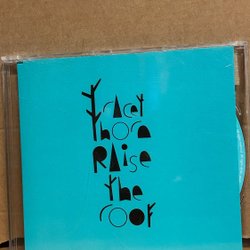 tracey
thorn
RAise
the
roof